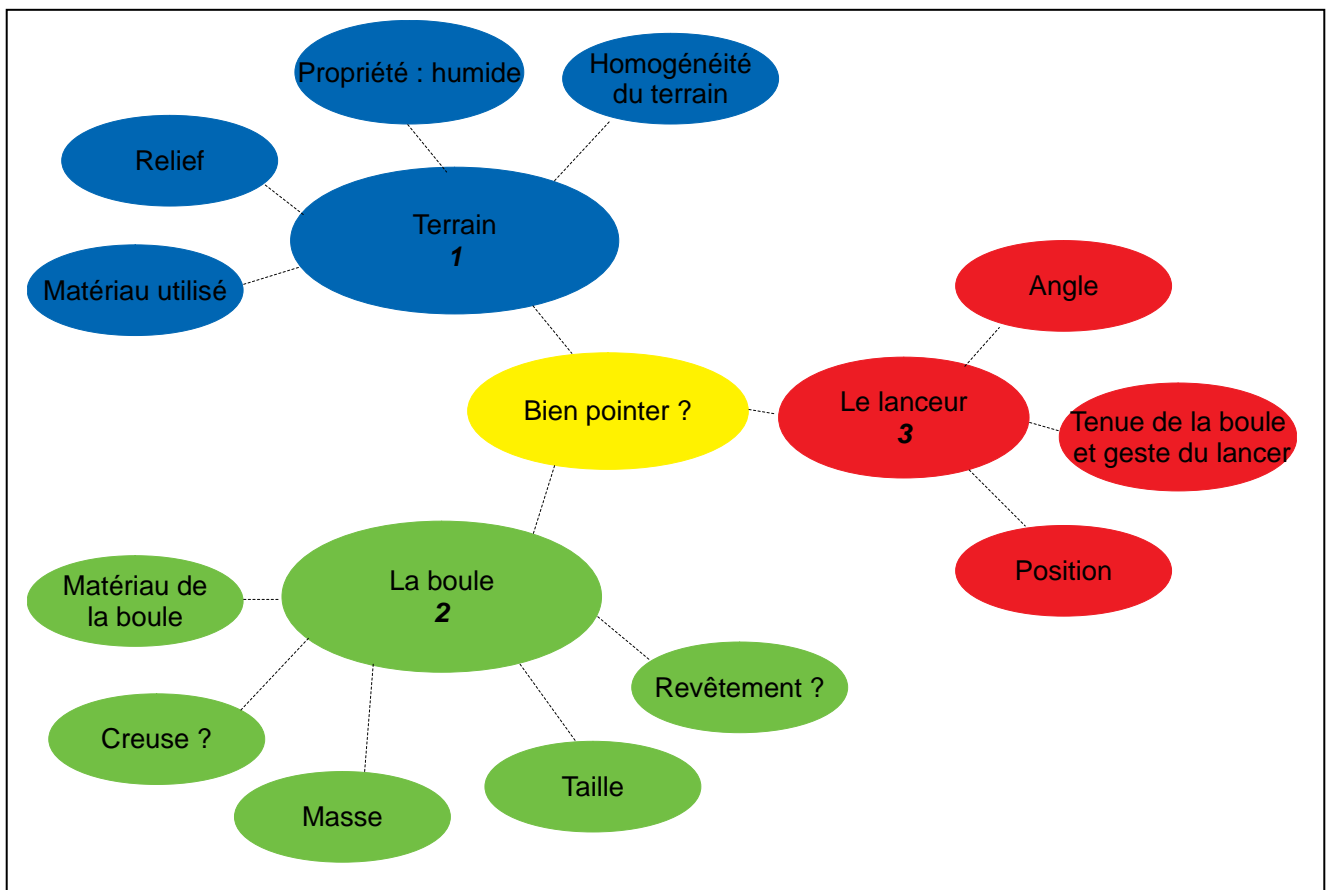 Propriété : humide
Homogénéité
du terrain
Relief
Terrain
1
Matériau utilisé
Angle
Bien pointer ?
Le lanceur
3
Tenue de la boule
et geste du lancer
Position
La boule
2
Matériau de
la boule
Revêtement ?
Creuse ?
Taille
Masse